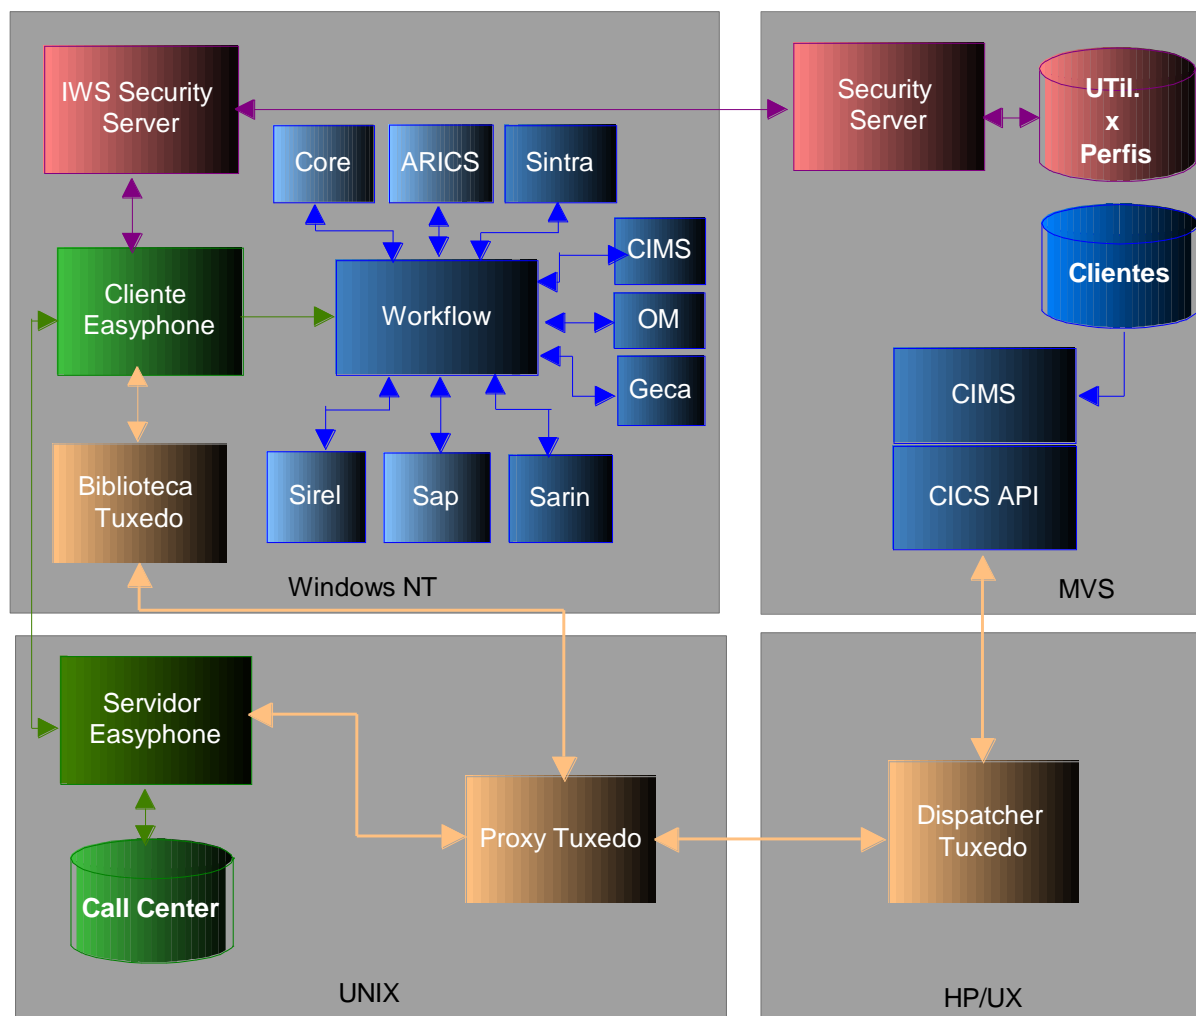 IWS Security
Server
Core
ARICS
Sintra
CIMS
Cliente
Easyphone
Workflow
OM
Geca
Biblioteca
Tuxedo
Sirel
Sap
Sarin
Windows NT
Security
Server
UTil.
x
Perfis
Clientes
CIMS
CICS API
MVS
Servidor
Easyphone
Call Center
Proxy Tuxedo
UNIX
Dispatcher
Tuxedo
HP/UX